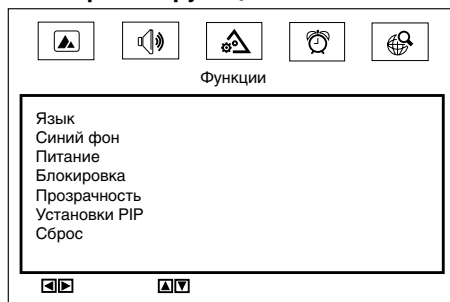 Функции
Язык
Синий фон
Питание
Блокировка
Прозрачность
Установки PIP
Сброс